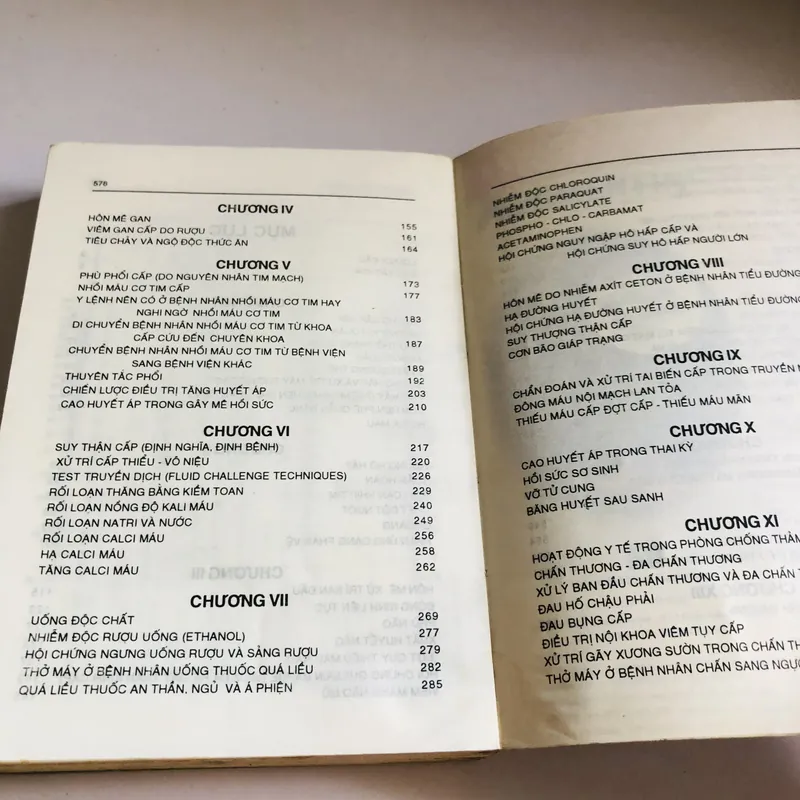 578
CHƯƠNG IV
HÔN MÊ GAN 155
VIÊM GAN CẤP DO RƯỢU 161
TIÊU CHẢY VÀ NGỘ ĐỘC THỨC ĂN 164
CHƯƠNG V
PHÙ PHỔI CẤP (DO NGUYÊN NHÂN TIM MẠCH) 173
NHỒI MÁU CƠ TIM CẤP 177
Y LỆNH NÊN CÓ Ở BỆNH NHÂN NHỒI MÁU CƠ TIM HAY
NGHI NGỜ NHỒI MÁU CƠ TIM 183
DI CHUYỂN BỆNH NHÂN NHỒI MÁU CƠ TIM TỪ KHOA
CẤP CỨU ĐẾN CHUYÊN KHOA 187
CHUYỂN BỆNH NHÂN NHỒI MÁU CƠ TIM TỪ BỆNH VIỆN
SANG BỆNH VIỆN KHÁC 189
THUYÊN TẮC PHỔI 192
CHIẾN LƯỢC ĐIỀU TRỊ TĂNG HUYẾT ÁP 203
CAO HUYẾT ÁP TRONG GÂY MÊ HỒI SỨC 210
CHƯƠNG VI
SUY THẬN CẤP (ĐỊNH NGHĨA, ĐỊNH BỆNH) 217
XỬ TRÍ CẤP THIỂU - VÔ NIỆU 220
TEST TRUYỀN DỊCH (FLUID CHALLENGE TECHNIQUES) 226
RỐI LOẠN THĂNG BẰNG KIỀM TOAN 229
RỐI LOẠN NỒNG ĐỘ KALI MÁU 240
RỐI LOẠN NATRI VÀ NƯỚC 249
RỐI LOẠN CALCI MÁU 256
HẠ CALCI MÁU 258
TĂNG CALCI MÁU 262
CHƯƠNG VII
UỐNG ĐỘC CHẤT 269
NHIỄM ĐỘC RƯỢU UỐNG (ETHANOL) 277
HỘI CHỨNG NGƯNG UỐNG RƯỢU VÀ SẢNG RƯỢU 279
THỞ MÁY Ở BỆNH NHÂN UỐNG THUỐC QUÁ LIỀU 282
QUÁ LIỀU THUỐC AN THẦN, NGỦ VÀ Á PHIỆN 285
NHIỄM ĐỘC CHLOROQUIN
NHIỄM ĐỘC PARAQUAT
NHIỄM ĐỘC SALICYLATE
PHOSPHO - CHLO - CARBAMAT
ACETAMINOPHEN
HỘI CHỨNG NGUY NGẬP HÔ HẤP CẤP VÀ
HỘI CHỨNG SUY HÔ HẤP NGƯỜI LỚN
CHƯƠNG VIII
HÔN MÊ DO NHIỄM AXÍT CETON Ở BỆNH NHÂN TIỂU ĐƯỜNG
HẠ ĐƯỜNG HUYẾT
HỘI CHỨNG HẠ ĐƯỜNG HUYẾT Ở BỆNH NHÂN TIỂU ĐƯỜNG
SUY THƯỢNG THẬN CẤP
CƠN BÃO GIÁP TRẠNG
CHƯƠNG IX
CHẨN ĐOÁN VÀ XỬ TRÍ TAI BIẾN CẤP TRONG TRUYỀN
ĐÔNG MÁU NỘI MẠCH LAN TỎA
THIẾU MÁU CẤP ĐỢT CẤP - THIẾU MÁU MÃN
CHƯƠNG X
CAO HUYẾT ÁP TRONG THAI KỲ
HỒI SỨC SƠ SINH
VỠ TỬ CUNG
BĂNG HUYẾT SAU SANH
CHƯƠNG XI
HOẠT ĐỘNG Y TẾ TRONG PHÒNG CHỐNG
CHẤN THƯƠNG - ĐA CHẤN THƯƠNG
XỬ LÝ BAN ĐẦU CHẤN THƯƠNG VÀ ĐA CHẤN
ĐAU HỐ CHẬU PHẢI
ĐAU BỤNG CẤP
ĐIỀU TRỊ NỘI KHOA VIÊM TỤY CẤP
XỬ TRÍ GÃY XƯƠNG SƯỜN TRONG CHẤN
THỞ MÁY Ở BỆNH NHÂN CHẤN SANG